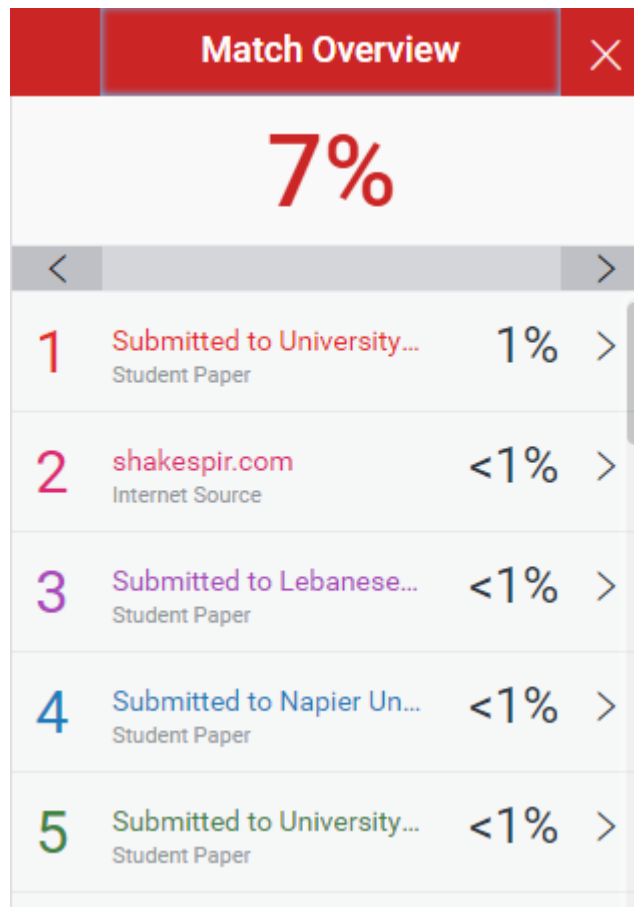 Match Overview
7%
1 Submitted to University... 1%
Student Paper
2 shakespir.com <1%
Internet Source
3 Submitted to Lebanese... <1%
Student Paper
4 Submitted to Napier Un... <1%
Student Paper
5 Submitted to University... <1%
Student Paper